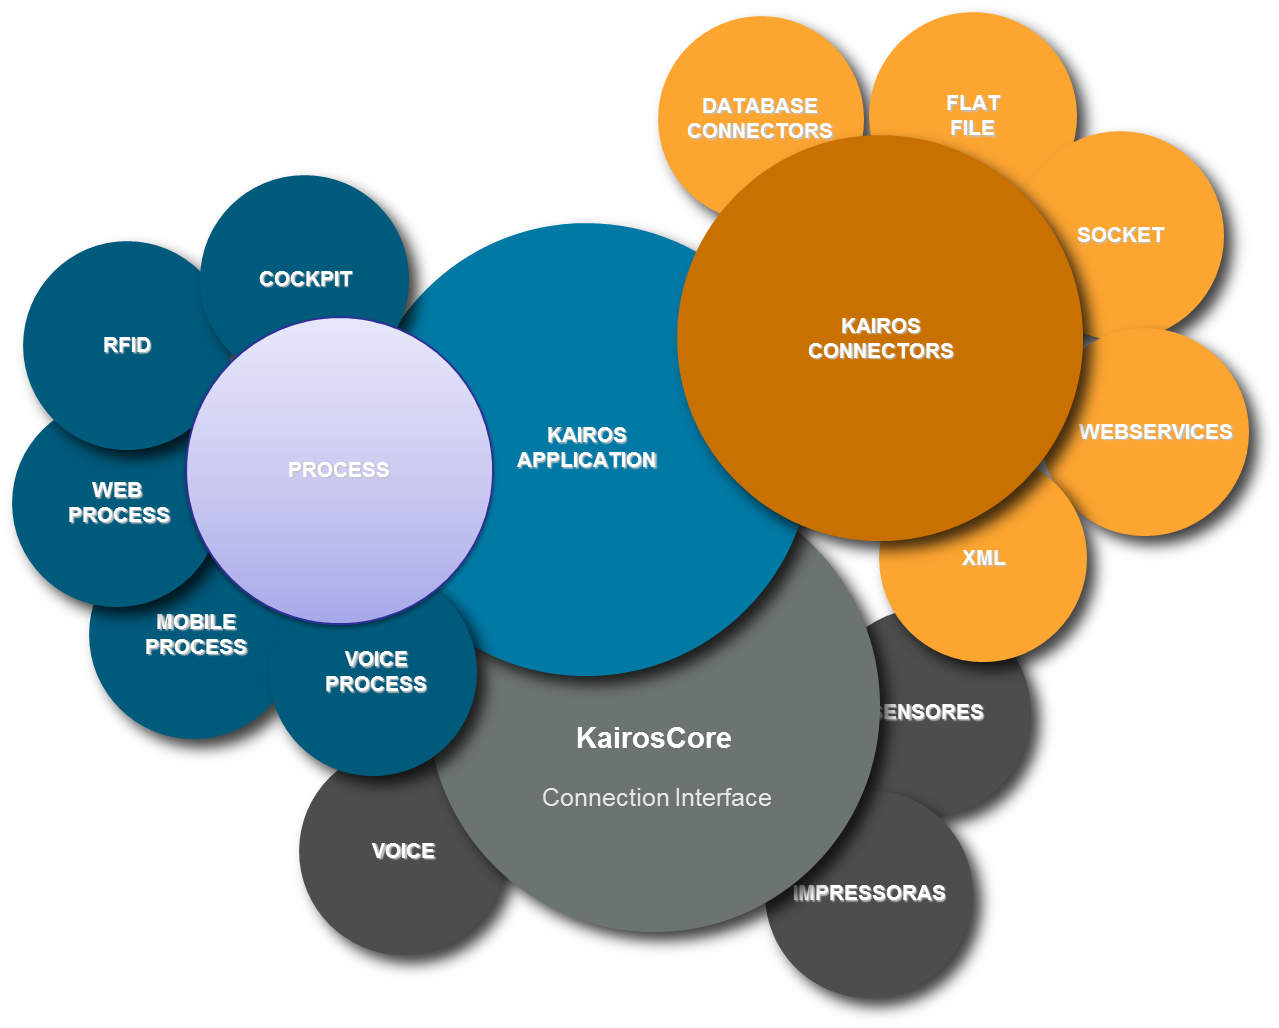 DATABASE
CONNECTORS
FLAT
FILE
SOCKET
COCKPIT
RFID
KAIROS
CONNECTORS
WEBSERVICES
KAIROS
APPLICATION
PROCESS
WEB
PROCESS
XML
MOBILE
PROCESS
VOICE
PROCESS
SENSORES
KairosCore
Connection Interface
VOICE
IMPRESSORAS